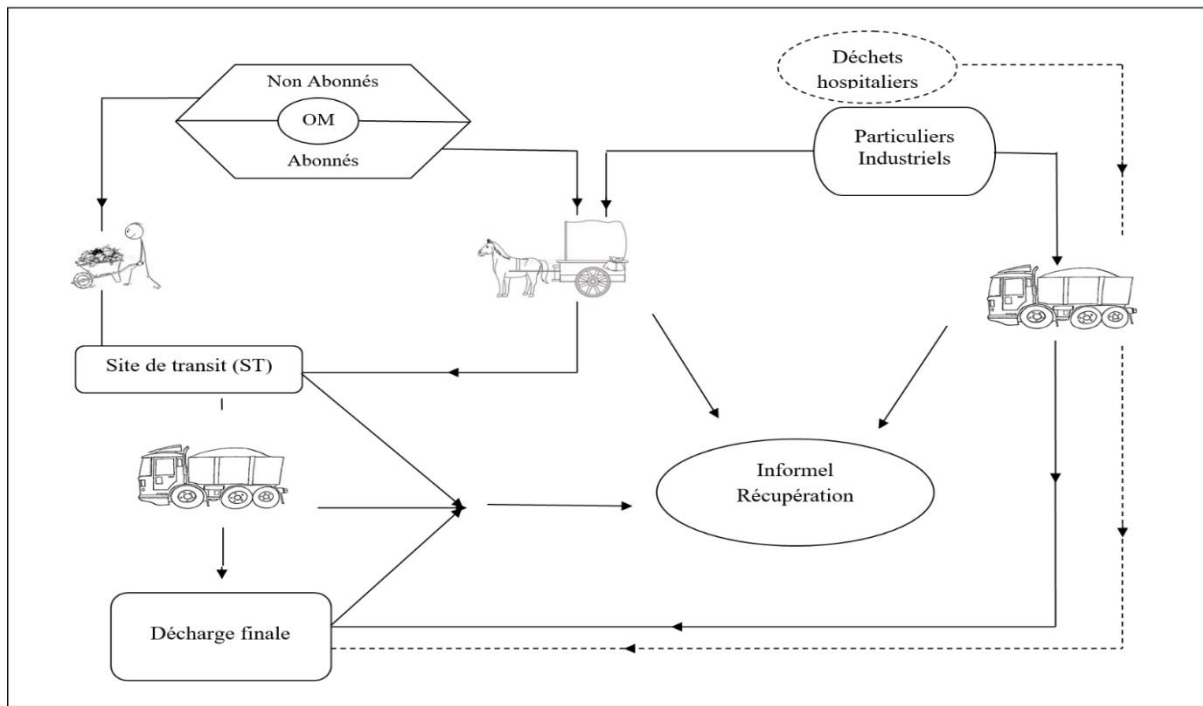 Non Abonnés
OM
Abonnés
Déchets
hospitaliers
Particuliers
Industriels
Site de transit (ST)
Informel
Récupération
Décharge finale